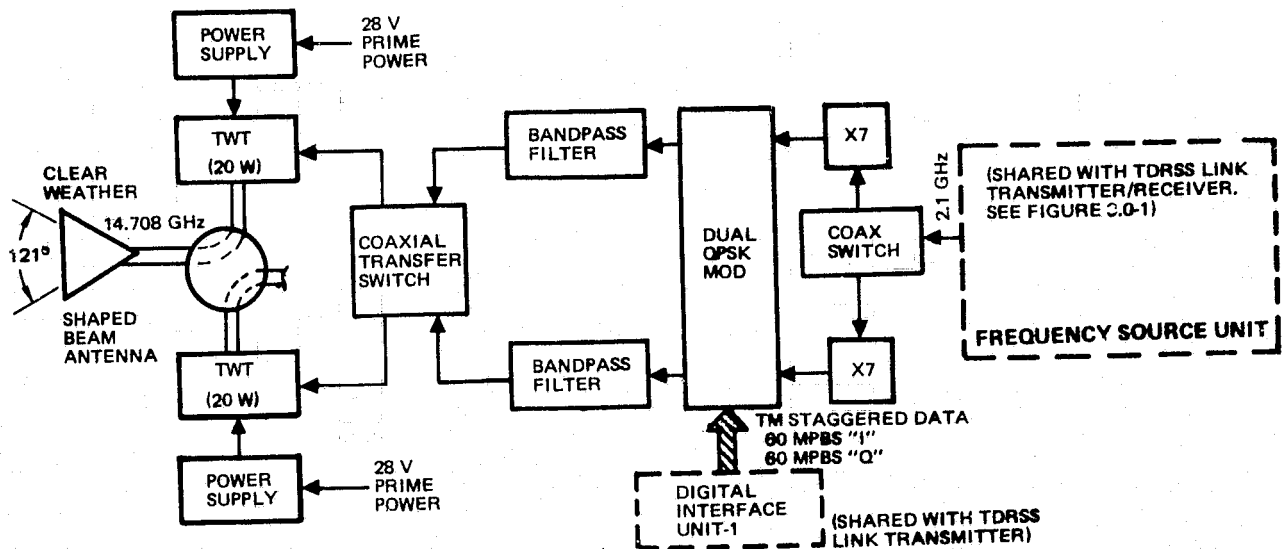 POWER
SUPPLY
28 V
PRIME
POWER
TWT
(20 W)
CLEAR
WEATHER
14.708 GHz
121°
SHAPED
BEAM
ANTENNA
TWT
(20 W)
POWER
SUPPLY
28 V
PRIME
POWER
COAXIAL
TRANSFER
SWITCH
BANDPASS
FILTER
BANDPASS
FILTER
DUAL
QPSK
MOD
X7
COAX
SWITCH
X7
2.1 GHz
(SHARED WITH TDRSS LINK
TRANSMITTER/RECEIVER.
SEE FIGURE 3.0-1)
FREQUENCY SOURCE UNIT
TM STAGGERED DATA
60 MPBS "I"
60 MPBS "Q"
DIGITAL
INTERFACE
UNIT-1
(SHARED WITH TDRSS
LINK TRANSMITTER)